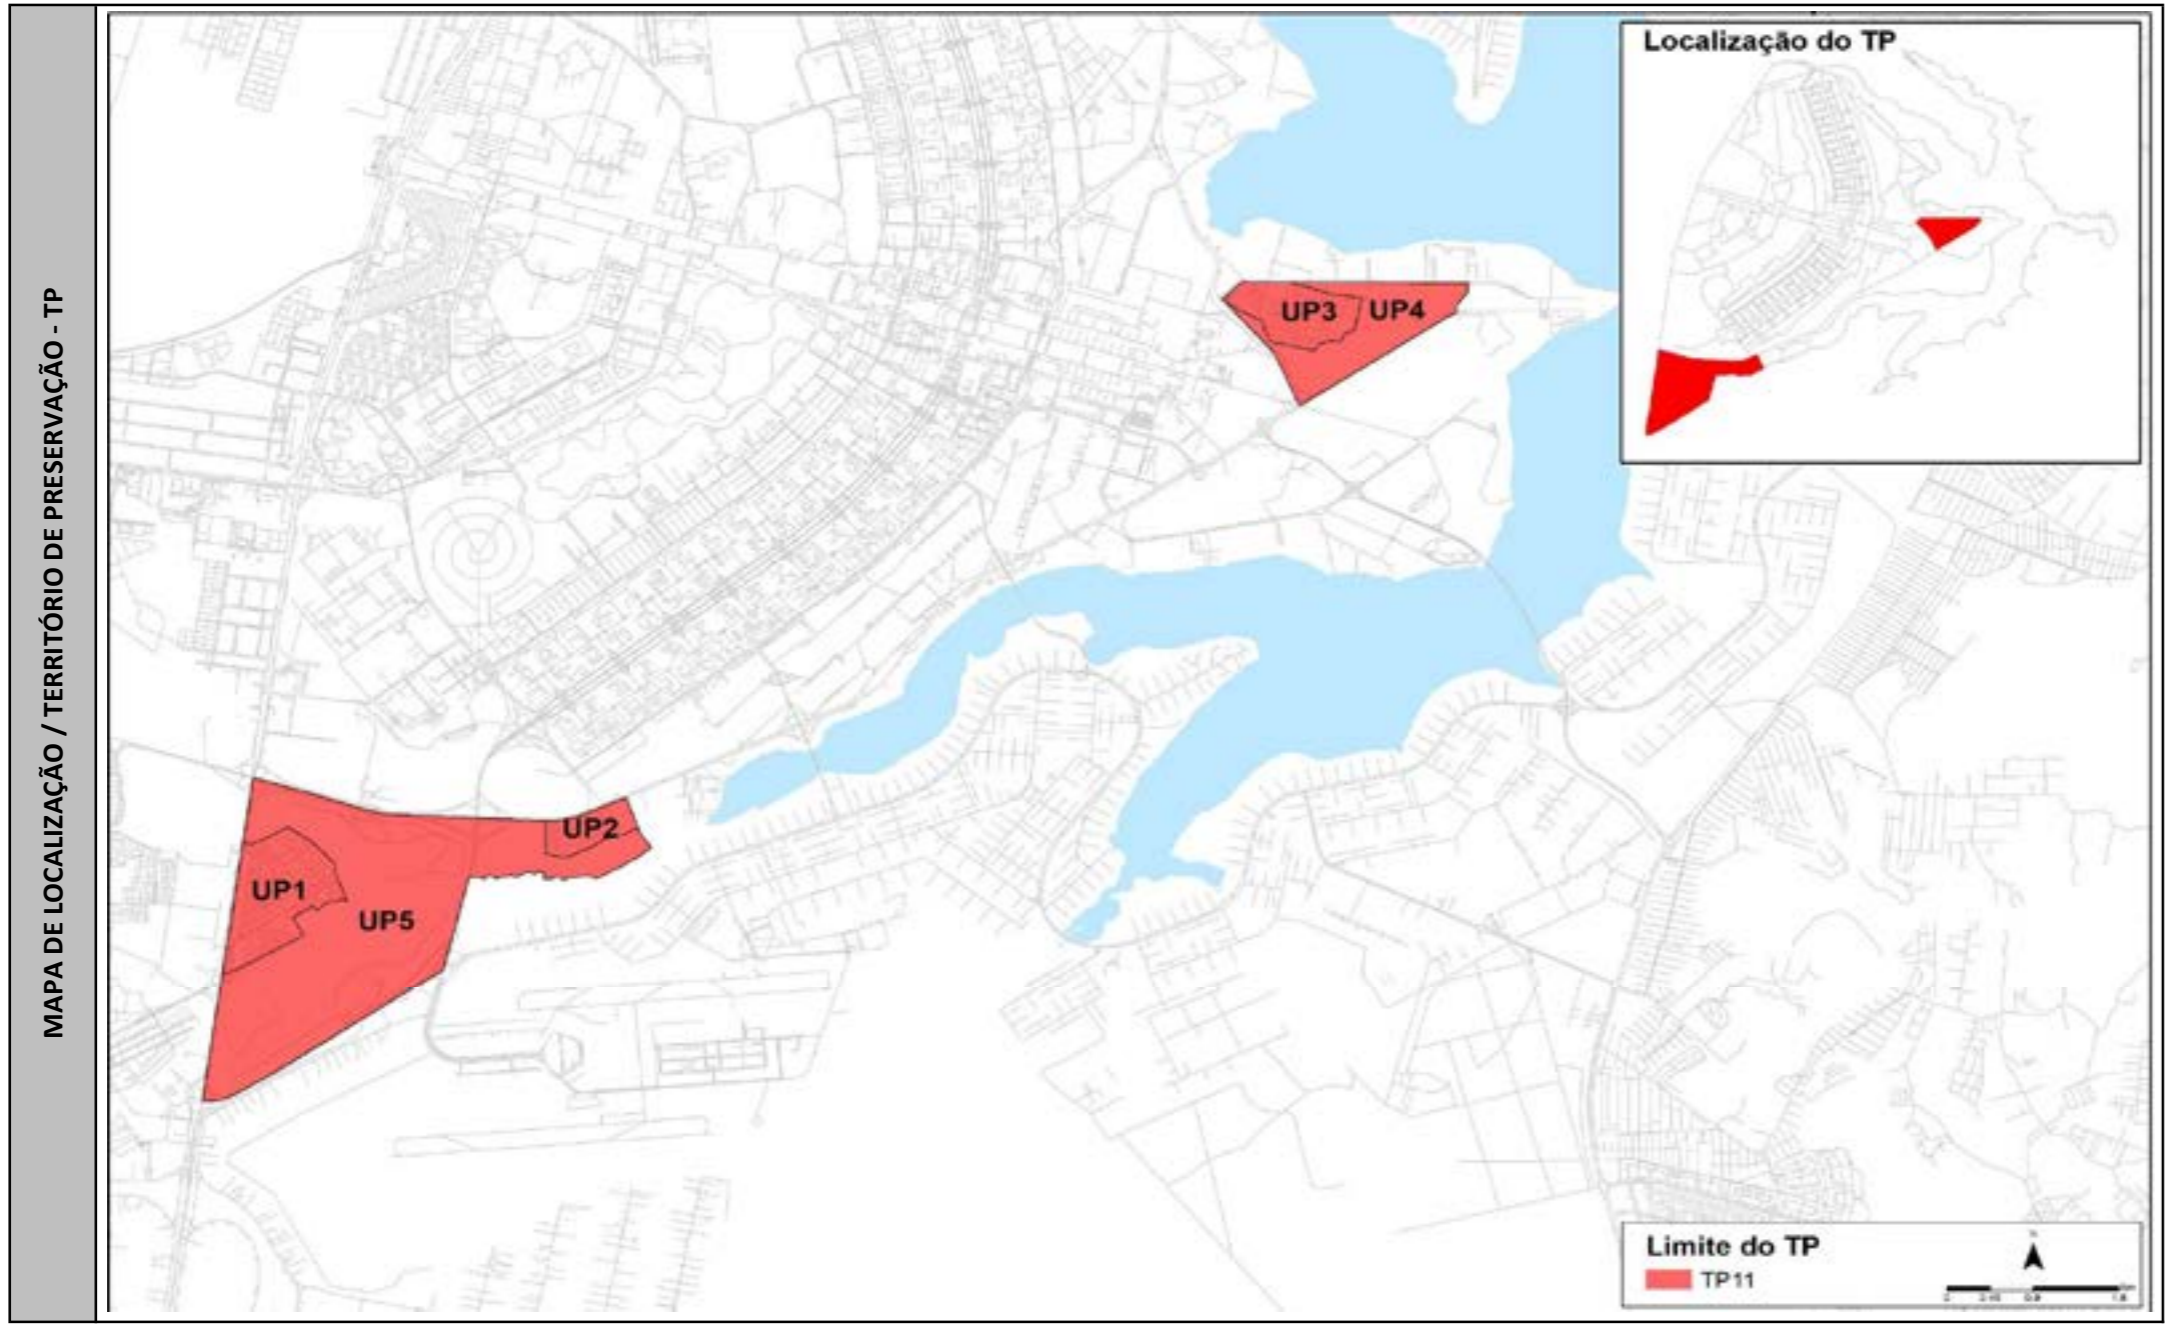 MAPA DE LOCALIZAÇÃO / TERRITÓRIO DE PRESERVAÇÃO - TP
Localização do TP
UP3
UP4
UP2
UP1
UP5
Limite do TP
TP11